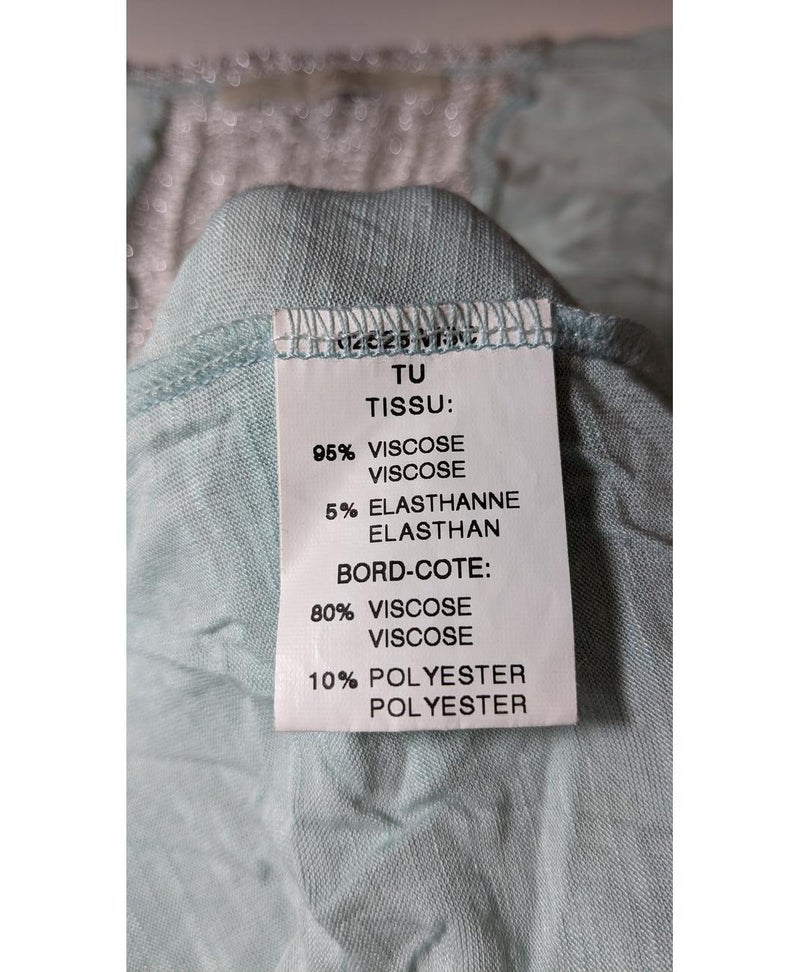 TU
TISSU:
95% VISCOSE
VISCOSE
5% ELASTHANNE
ELASTHAN
BORD-COTE:
80% VISCOSE
VISCOSE
10% POLYESTER
POLYESTER